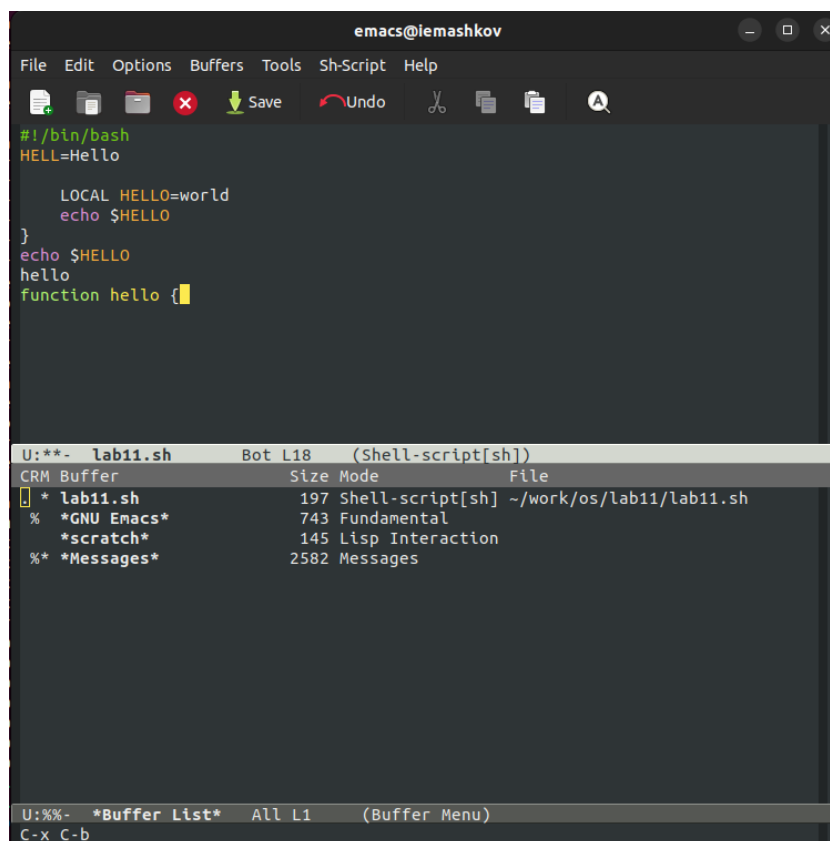 emacs@iemashkov
File Edit Options Buffers Tools Sh-Script Help
Save Undo
#!/bin/bash
HELL=Hello
LOCAL HELLO=world
echo $HELLO
}
echo $HELLO
hello
function hello {
U:**- lab11.sh Bot L18 (Shell-script[sh])
CRM Buffer Size Mode File
. * lab11.sh 197 Shell-script[sh] ~/work/os/lab11/lab11.sh
% *GNU Emacs* 743 Fundamental
*scratch* 145 Lisp Interaction
%* *Messages* 2582 Messages
U:%%- *Buffer List* All L1 (Buffer Menu)
C-x C-b